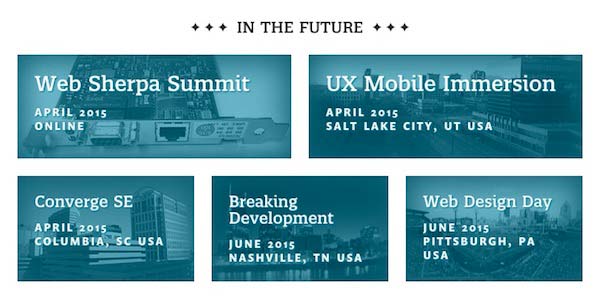 IN THE FUTURE
Web Sherpa Summit
APRIL 2015
ONLINE
UX Mobile Immersion
APRIL 2015
SALT LAKE CITY, UT USA
Converge SE
APRIL 2015
COLUMBIA, SC USA
Breaking
Development
JUNE 2015
NASHVILLE, TN USA
Web Design Day
JUNE 2015
PITTSBURGH, PA
USA